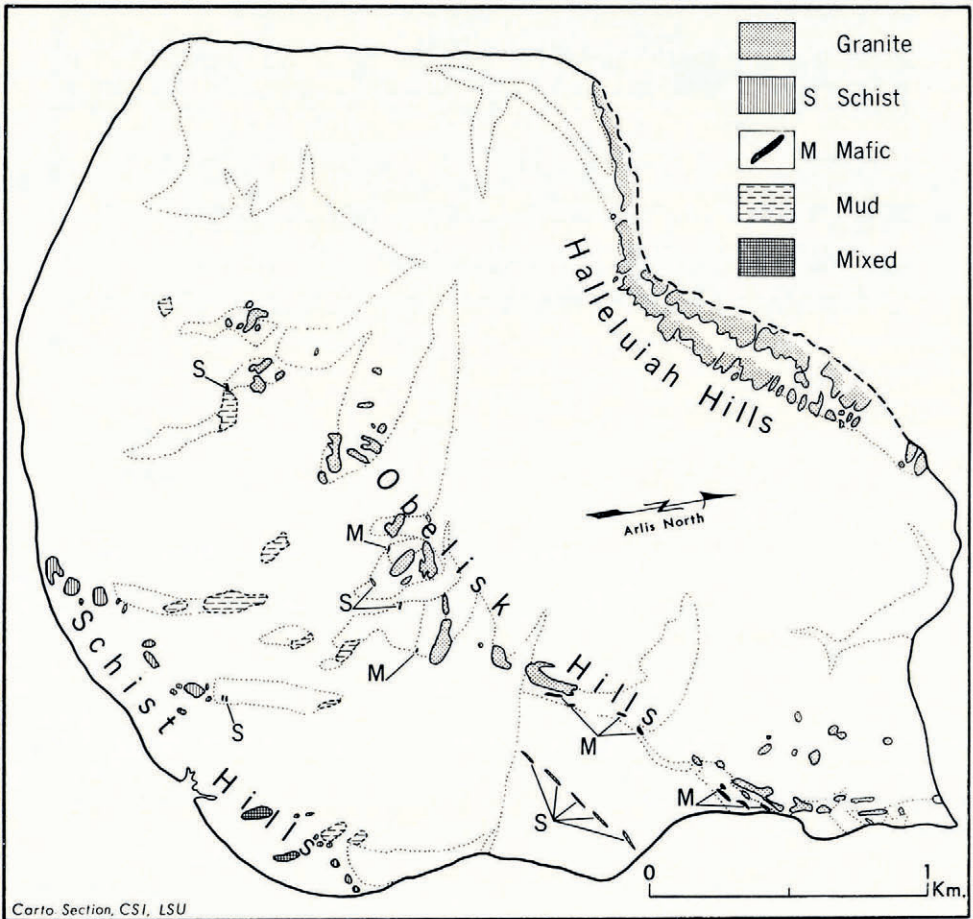 Granite
S Schist
M Mafic
Mud
Mixed
Halleluiah Hills
S
Obelisk Hills
Arlis North
M
S
M
Schist Hills
S
M
S
M
0 1
Km.
Carto Section, CSI, LSU